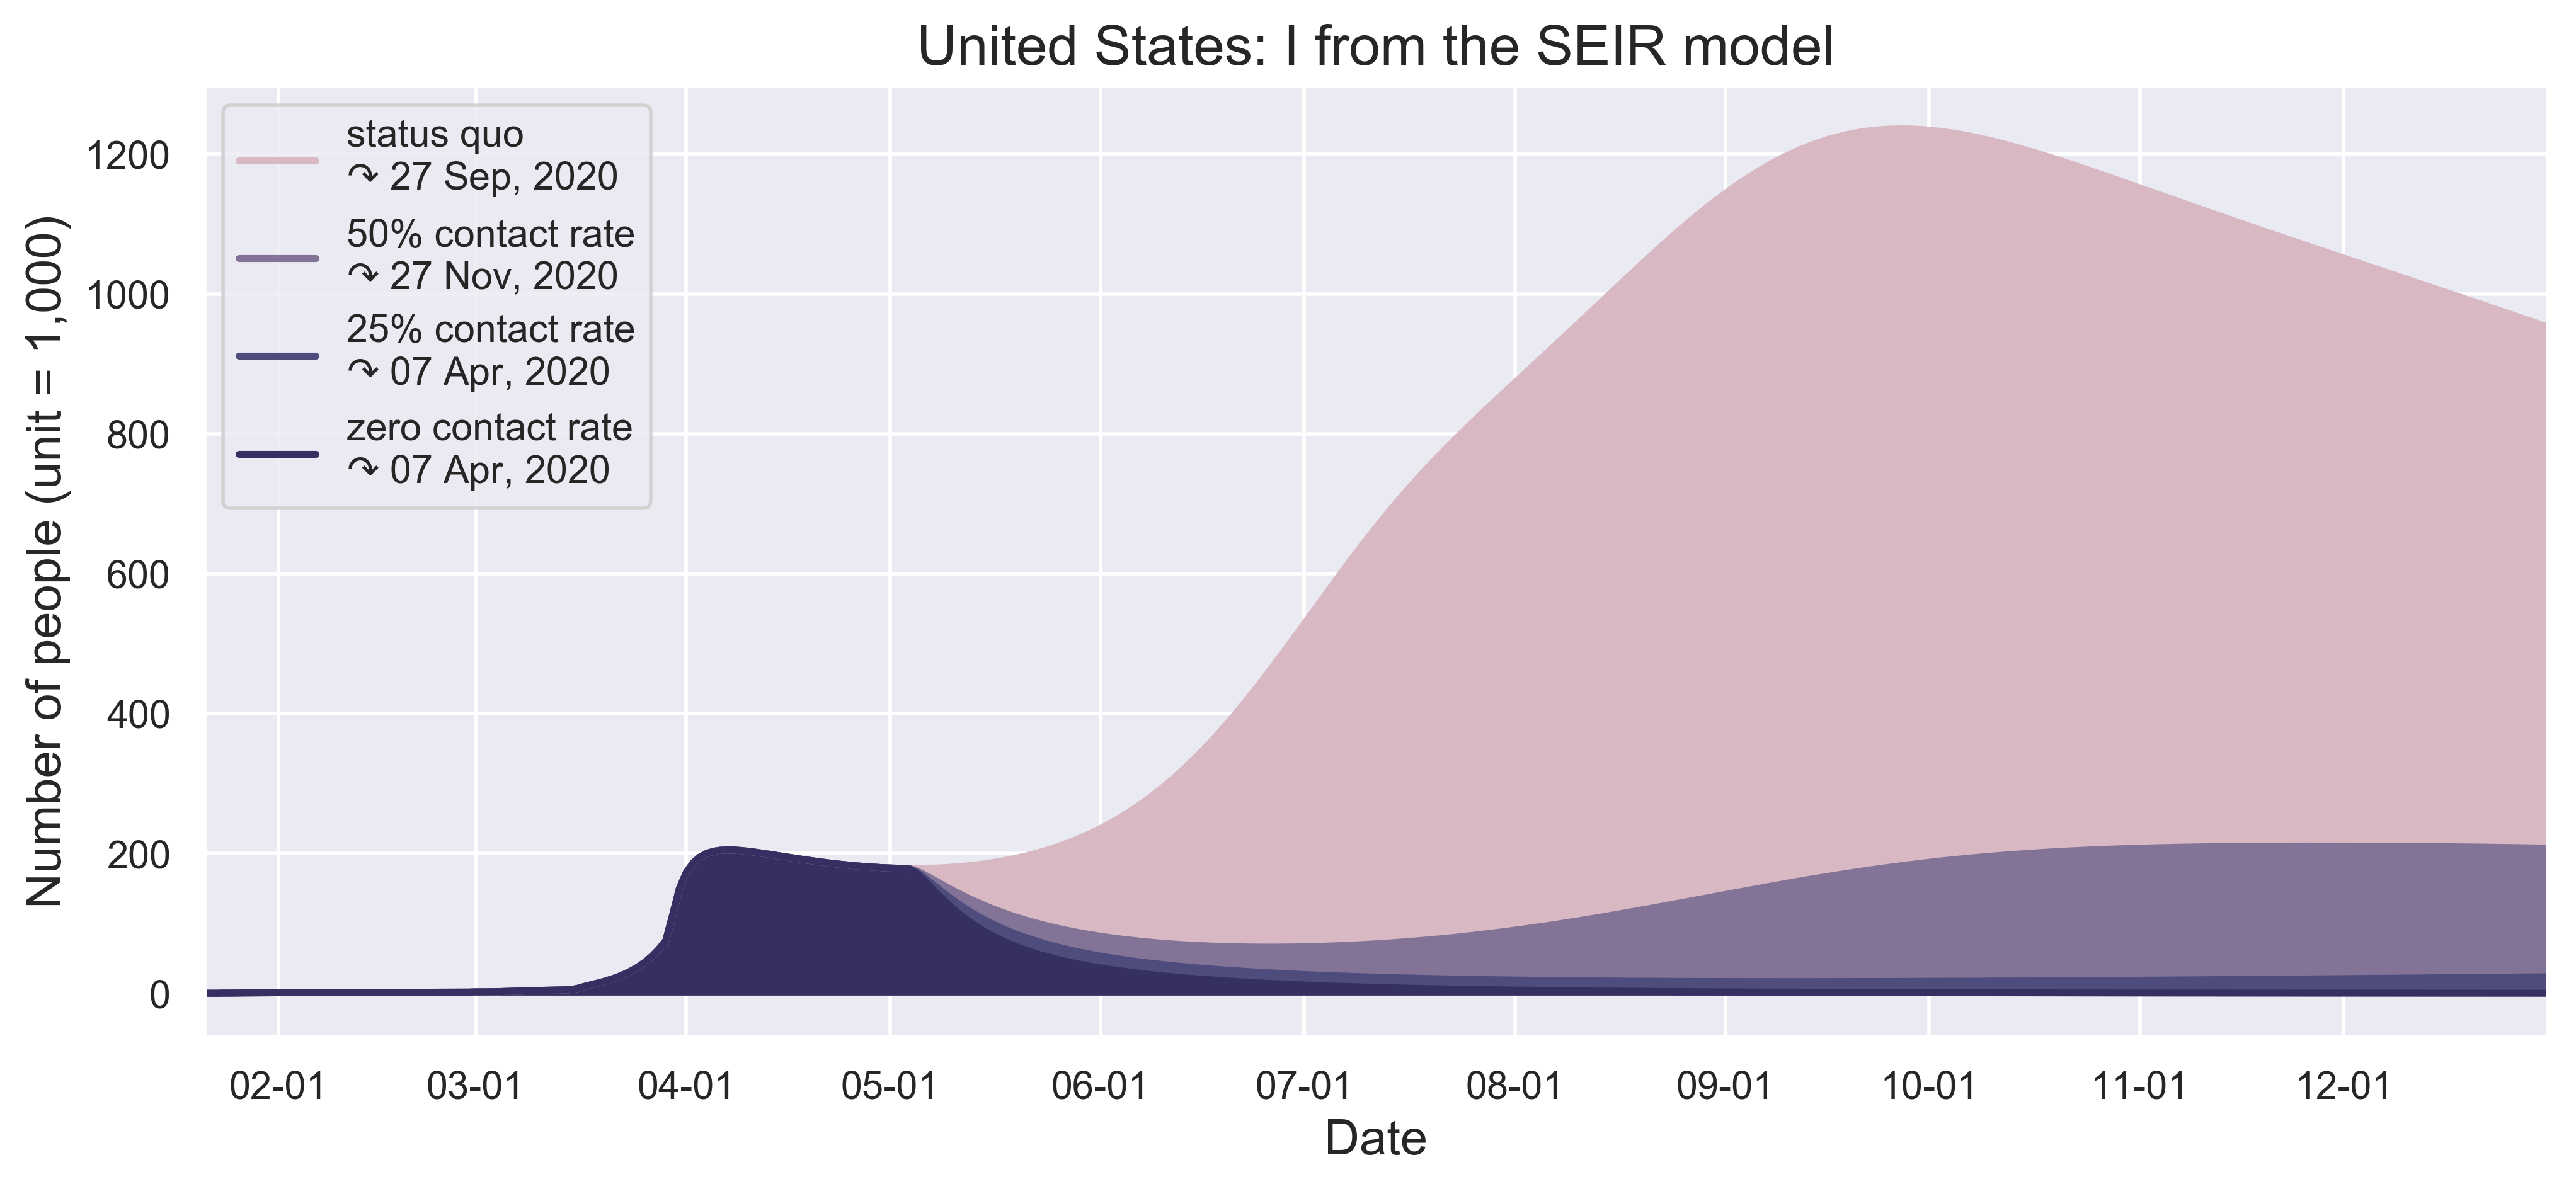 United States: I from the SEIR model
status quo
↷ 27 Sep, 2020
50% contact rate
↷ 27 Nov, 2020
25% contact rate
↷ 07 Apr, 2020
zero contact rate
↷ 07 Apr, 2020
Number of people (unit = 1,000)
1200
1000
800
600
400
200
0
02-01 03-01 04-01 05-01 06-01 07-01 08-01 09-01 10-01 11-01 12-01
Date